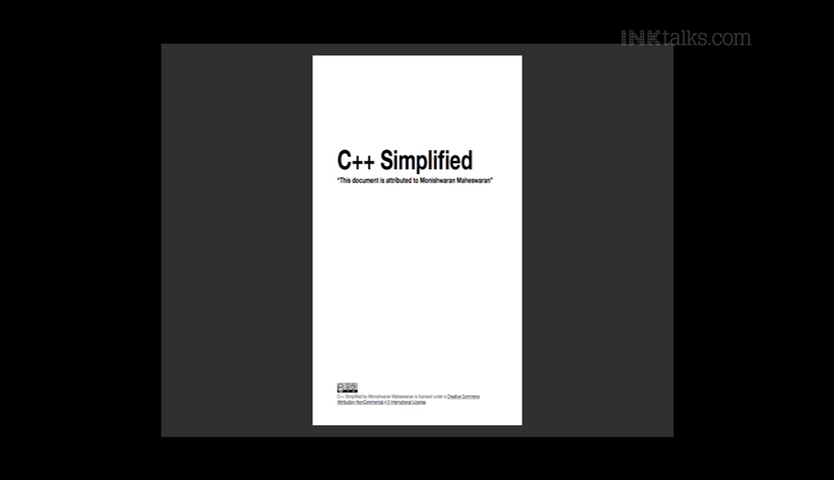 INKtalks.com
C++ Simplified
"This document is attributed to Monishwaran Maheswaran"
C++ Simplified by Monishwaran Maheswaran is licensed under a Creative Commons
Attribution-NonCommercial 4.0 International License.